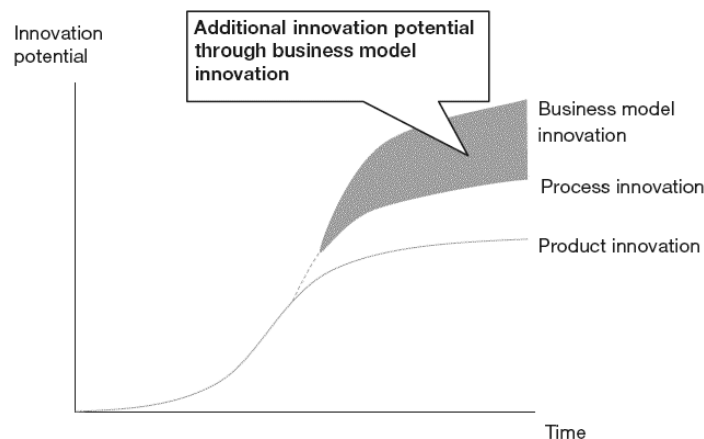 Innovation
potential
Additional innovation potential
through business model
innovation
Business model
innovation
Process innovation
Product innovation
Time